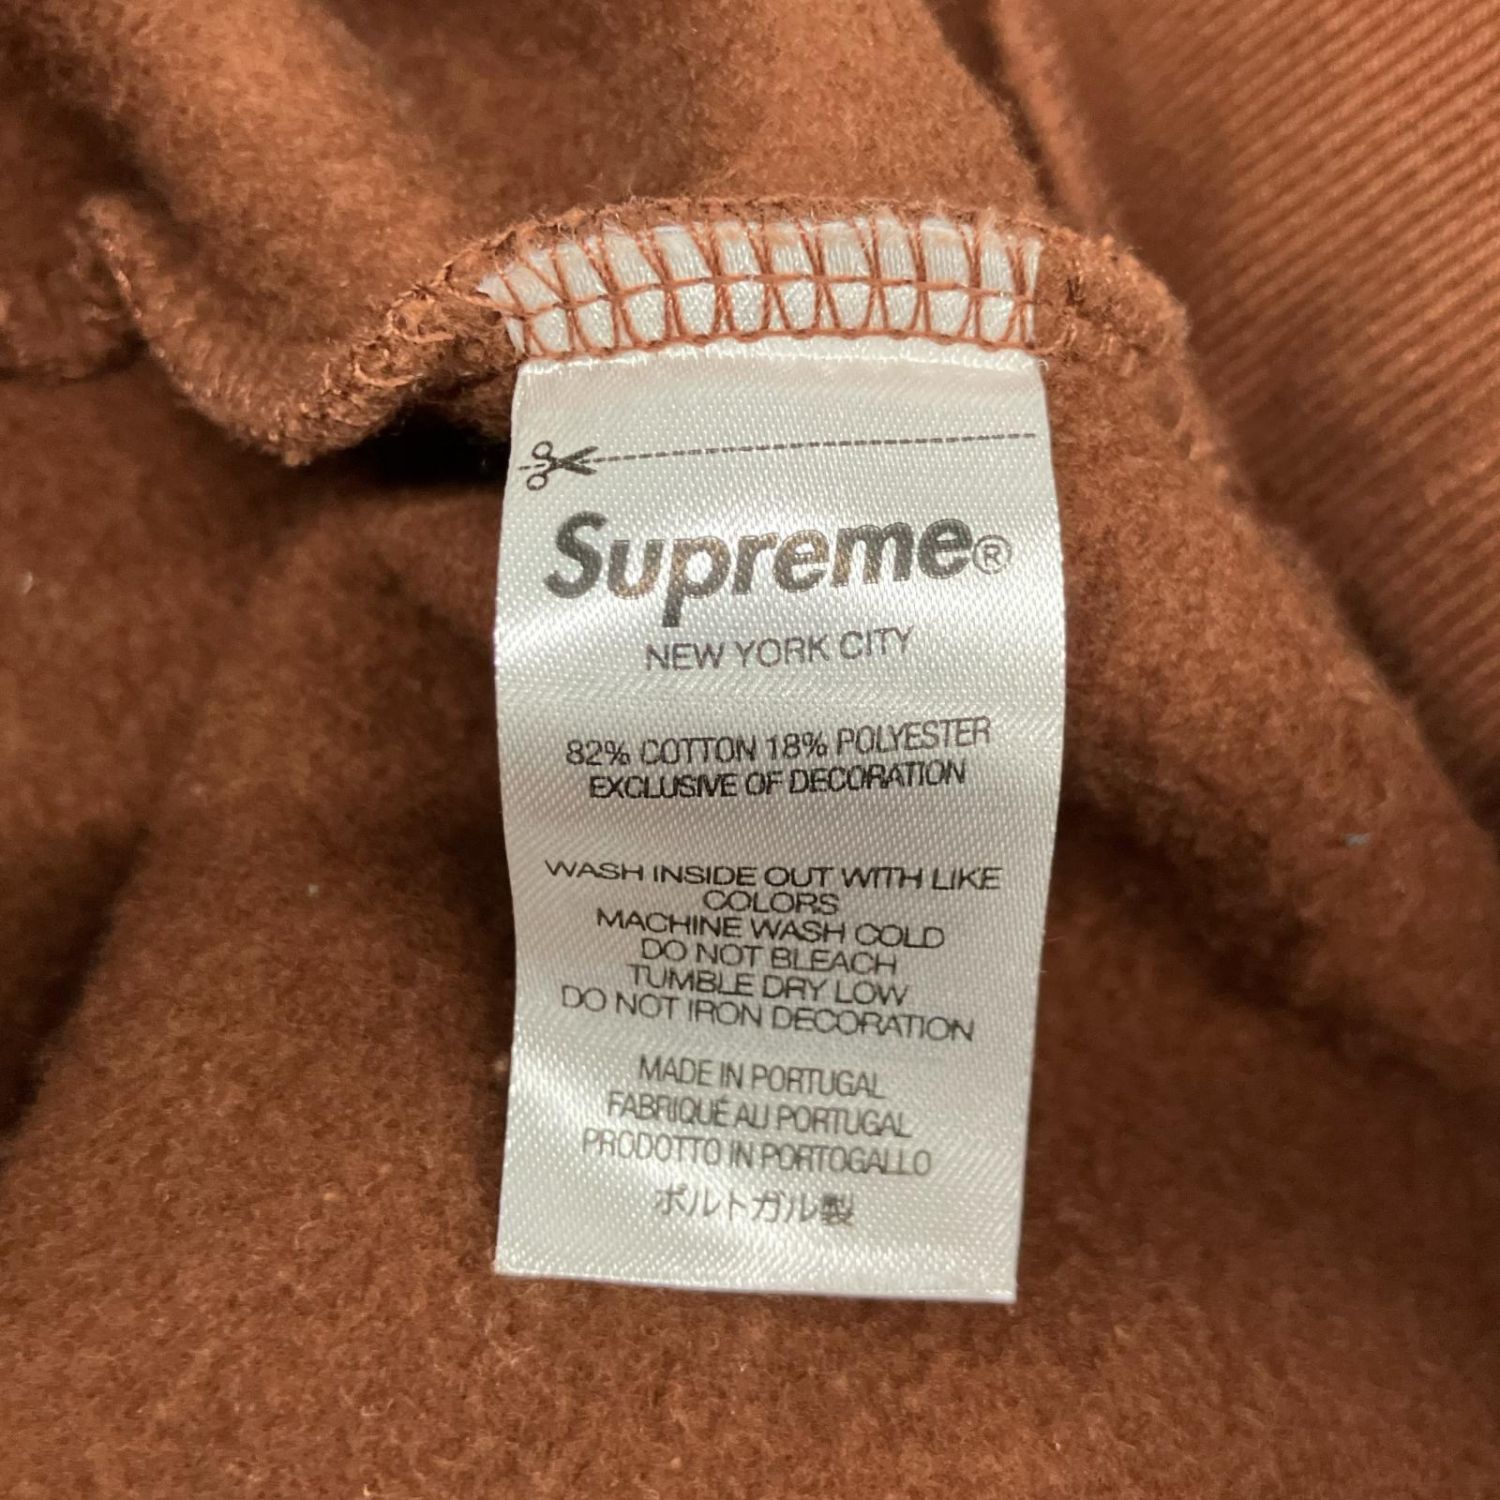 Supreme®
NEW YORK CITY
82% COTTON 18% POLYESTER
EXCLUSIVE OF DECORATION
WASH INSIDE OUT WITH LIKE
COLORS
MACHINE WASH COLD
DO NOT BLEACH
TUMBLE DRY LOW
DO NOT IRON DECORATION
MADE IN PORTUGAL
FABRIQUÉ AU PORTUGAL
PRODOTTO IN PORTOGALLO
ポルトガル製